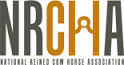 NRCHA
NATIONAL REINED COW HORSE ASSOCIATION